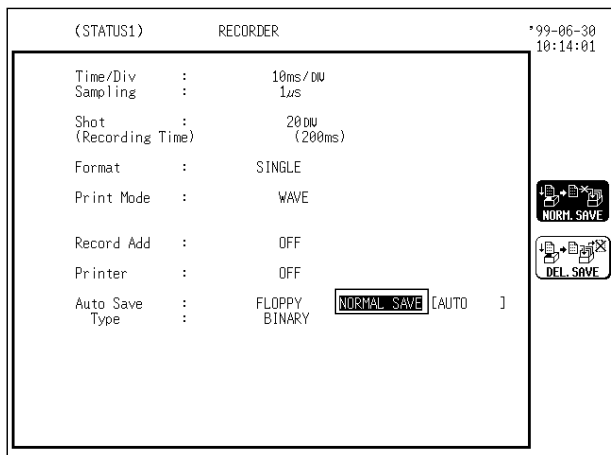 (STATUS1) RECORDER '99-06-30
10:14:01
Time/Div : 10ms/DIV
Sampling : 1µs
Shot : 20DIV
(Recording Time) (200ms)
Format : SINGLE
Print Mode : WAVE
NORM. SAVE
Record Add : OFF
DEL. SAVE
Printer : OFF
Auto Save : FLOPPY NORMAL SAVE [AUTO ]
Type : BINARY